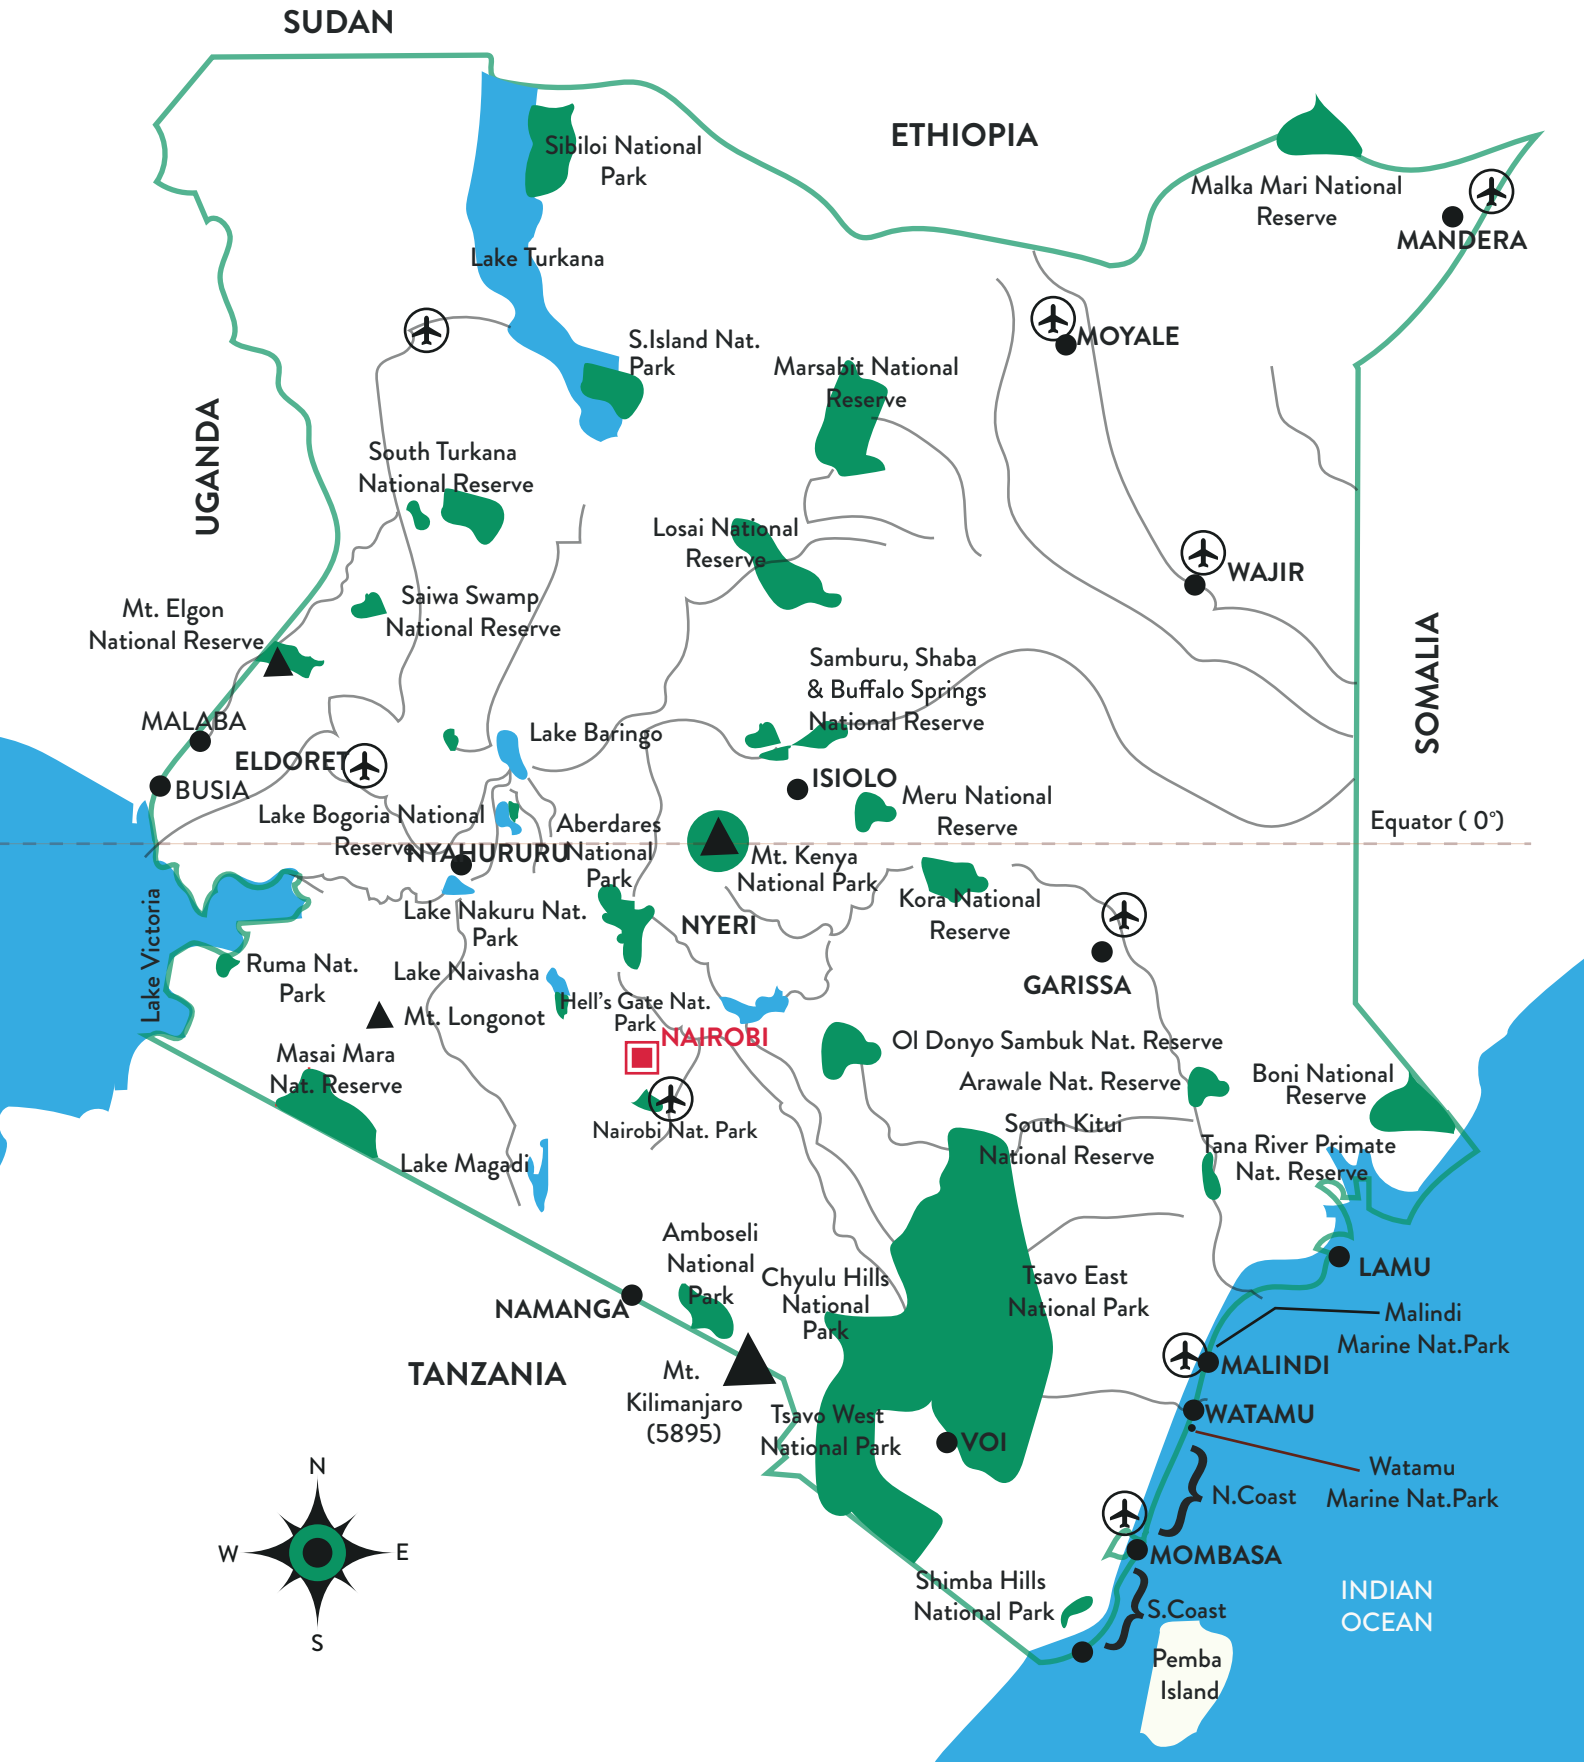 SUDAN
ETHIOPIA
Sibiloi National
Park
Malka Mari National
Reserve
MANDERA
Lake Turkana
S.Island Nat.
Park
MOYALE
Marsabit National
Reserve
UGANDA
South Turkana
National Reserve
Losai National
Reserve
WAJIR
Mt. Elgon
National Reserve
Saiwa Swamp
National Reserve
SOMALIA
Samburu, Shaba
& Buffalo Springs
National Reserve
MALABA
Lake Baringo
ELDORET
BUSIA
ISIOLO
Meru National
Reserve
Equator ( 0°)
Lake Bogoria National
Reserve
NYAHURURU
Aberdares
National
Park
Mt. Kenya
National Park
Kora National
Reserve
Lake Nakuru Nat.
Park
NYERI
Lake Victoria
Ruma Nat.
Park
Lake Naivasha
GARISSA
Hell's Gate Nat.
Park
Mt. Longonot
NAIROBI
Ol Donyo Sambuk Nat. Reserve
Masai Mara
Nat. Reserve
Arawale Nat. Reserve
Boni National
Reserve
Nairobi Nat. Park
South Kitui
National Reserve
Tana River Primate
Nat. Reserve
Lake Magadi
Amboseli
National
Park
Chyulu Hills
National
Park
Tsavo East
National Park
LAMU
NAMANGA
Malindi
Marine Nat.Park
TANZANIA
Mt.
Kilimanjaro
(5895)
MALINDI
Tsavo West
National Park
WATAMU
VOI
Watamu
Marine Nat.Park
N.Coast
N
W
E
S
MOMBASA
Shimba Hills
National Park
S.Coast
INDIAN
OCEAN
Pemba
Island